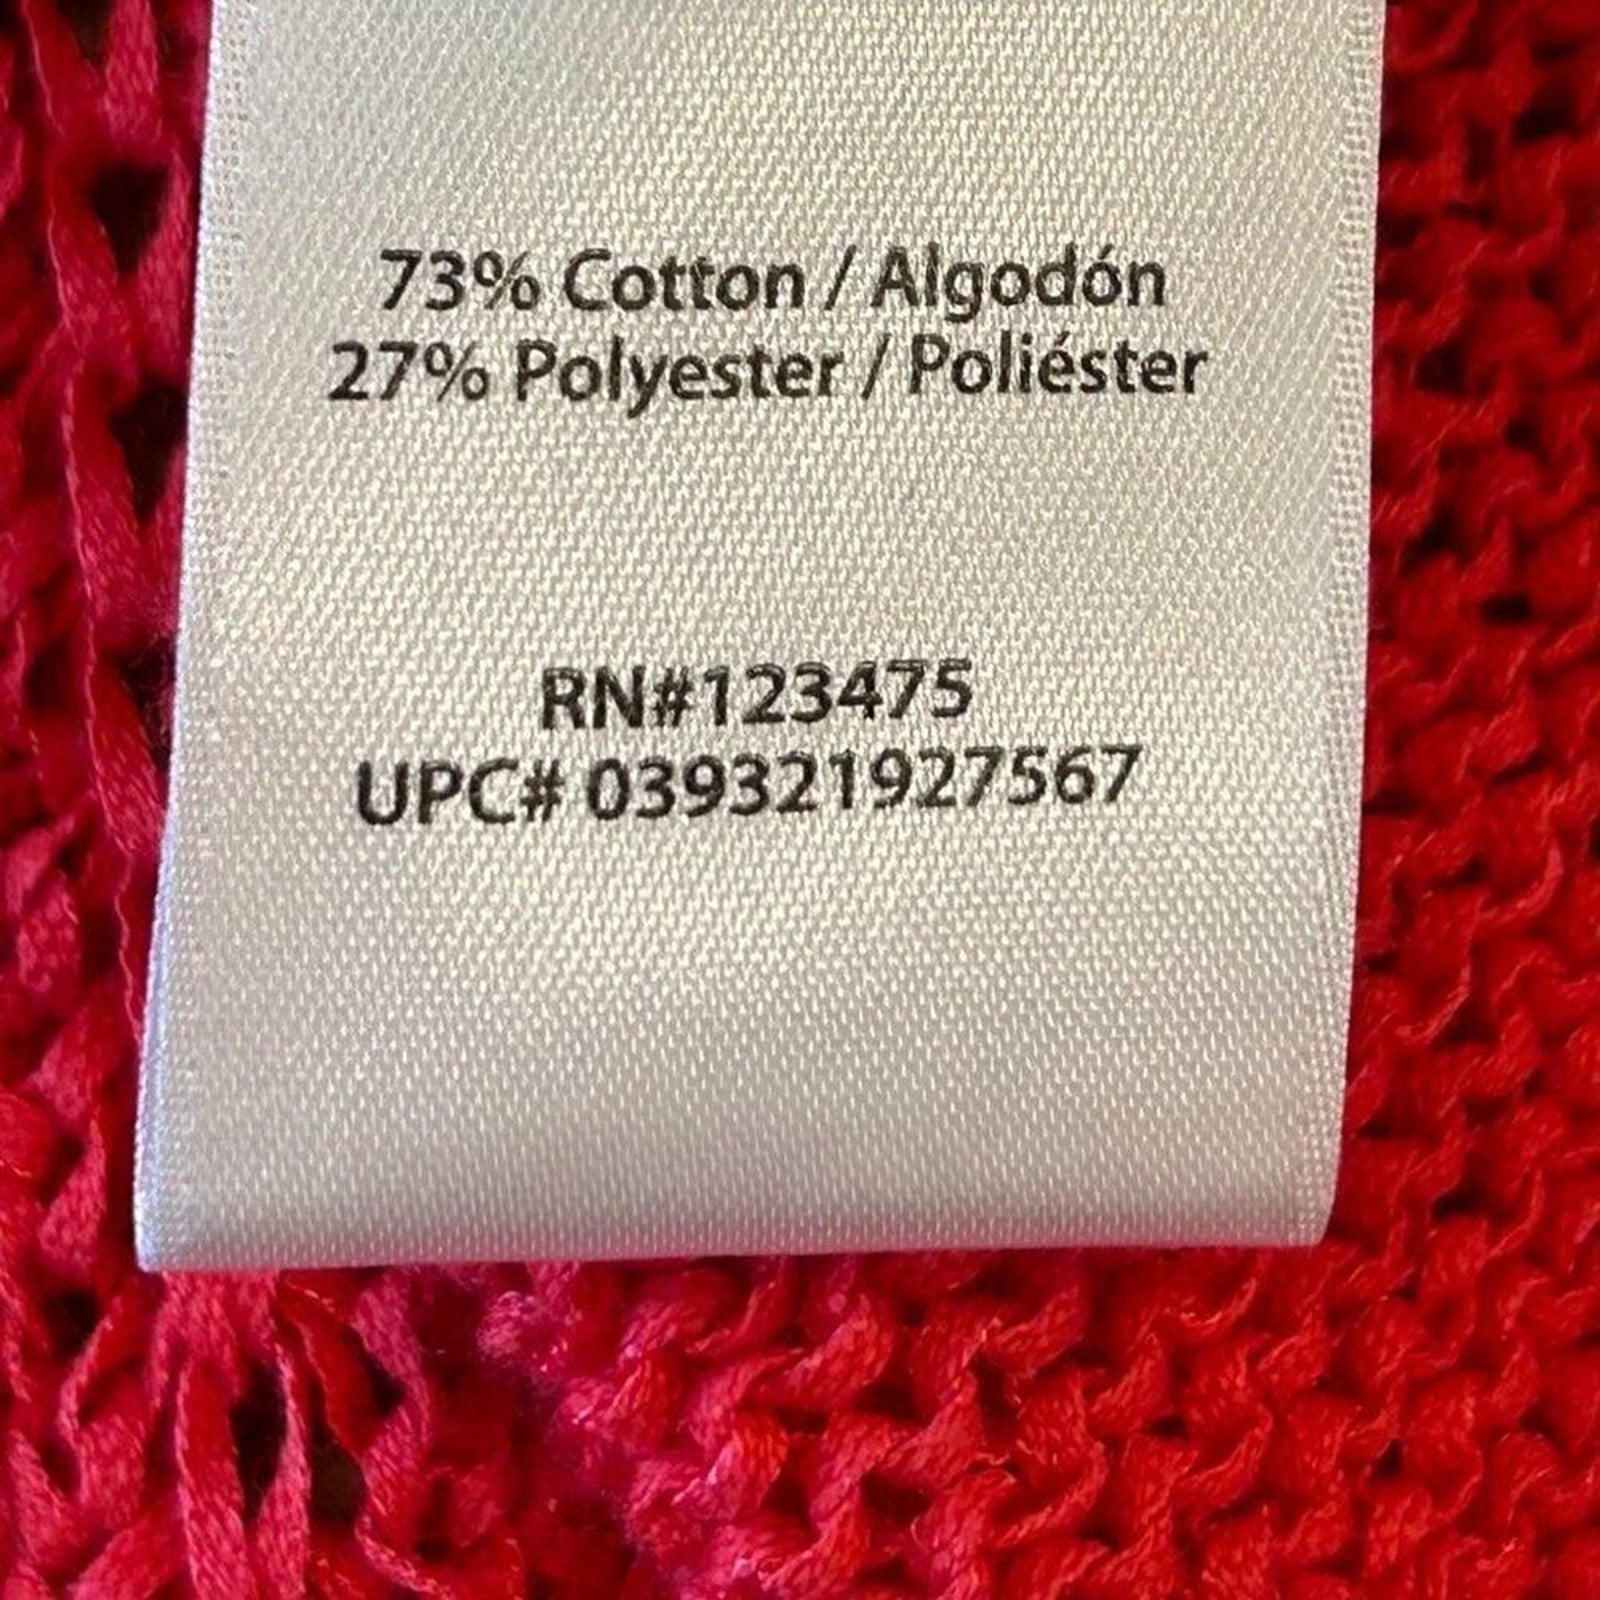 73% Cotton / Algodón
27% Polyester / Poliéster
RN#123475
UPC# 039321927567